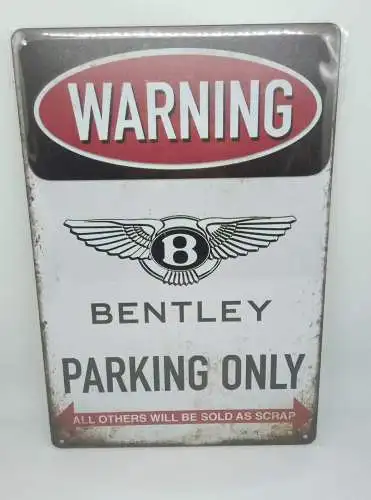 WARNING
B
BENTLEY
PARKING ONLY
ALL OTHERS WILL BE SOLD AS SCRAP